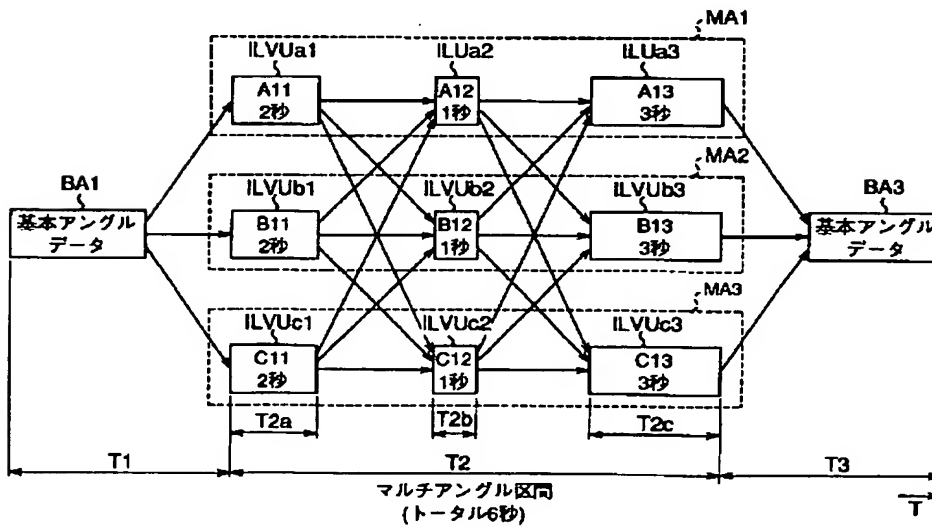 MA1
ILVUa1
ILUa2
ILUa3
A11
2秒
A12
1秒
A13
3秒
MA2
BA1
ILVUb1
ILVUb2
ILVUb3
BA3
基本アングル
データ
B11
2秒
B12
1秒
B13
3秒
基本アングル
データ
MA3
ILVUc1
ILVUc2
ILVUc3
C11
2秒
C12
1秒
C13
3秒
T2a
T2b
T2c
T1
T2
T3
マルチアングル区間
(トータル6秒)
T